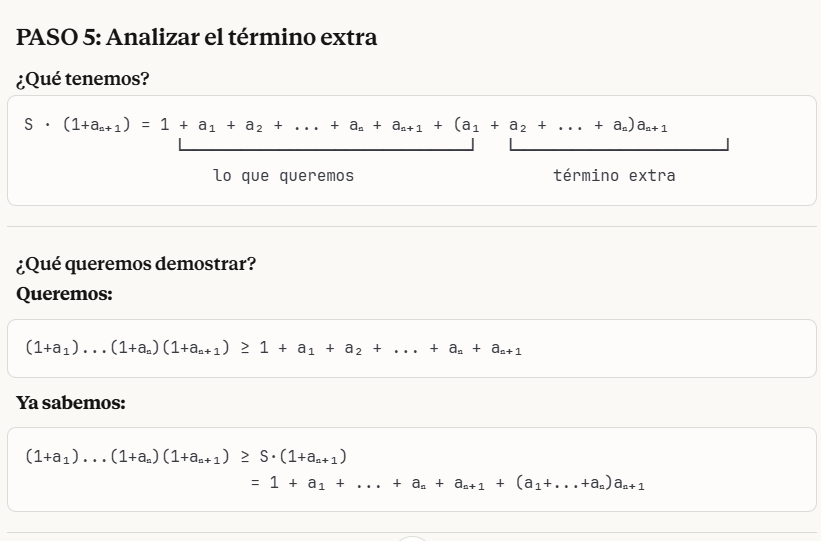 PASO 5: Analizar el término extra
¿Qué tenemos?
S · (1+aₙ₊₁) = 1 + a₁ + a₂ + ... + aₙ + aₙ₊₁ + (a₁ + a₂ + ... + aₙ)aₙ₊₁
lo que queremos término extra
¿Qué queremos demostrar?
Queremos:
(1+a₁)...(1+aₙ)(1+aₙ₊₁) ≥ 1 + a₁ + a₂ + ... + aₙ + aₙ₊₁
Ya sabemos:
(1+a₁)...(1+aₙ)(1+aₙ₊₁) ≥ S·(1+aₙ₊₁)
= 1 + a₁ + ... + aₙ + aₙ₊₁ + (a₁+...+aₙ)aₙ₊₁